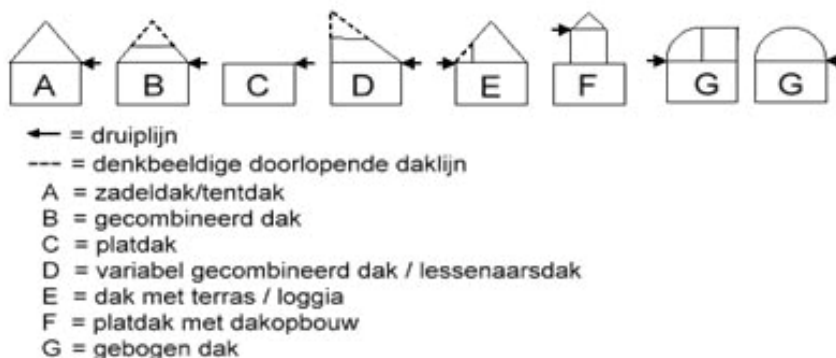 A B C D E F G G
= druiplijn
= denkbeeldige doorlopende daklijn
A = zadeldak/tentdak
B = gecombineerd dak
C = platdak
D = variabel gecombineerd dak / lessenaarsdak
E = dak met terras / loggia
F = platdak met dakopbouw
G = gebogen dak